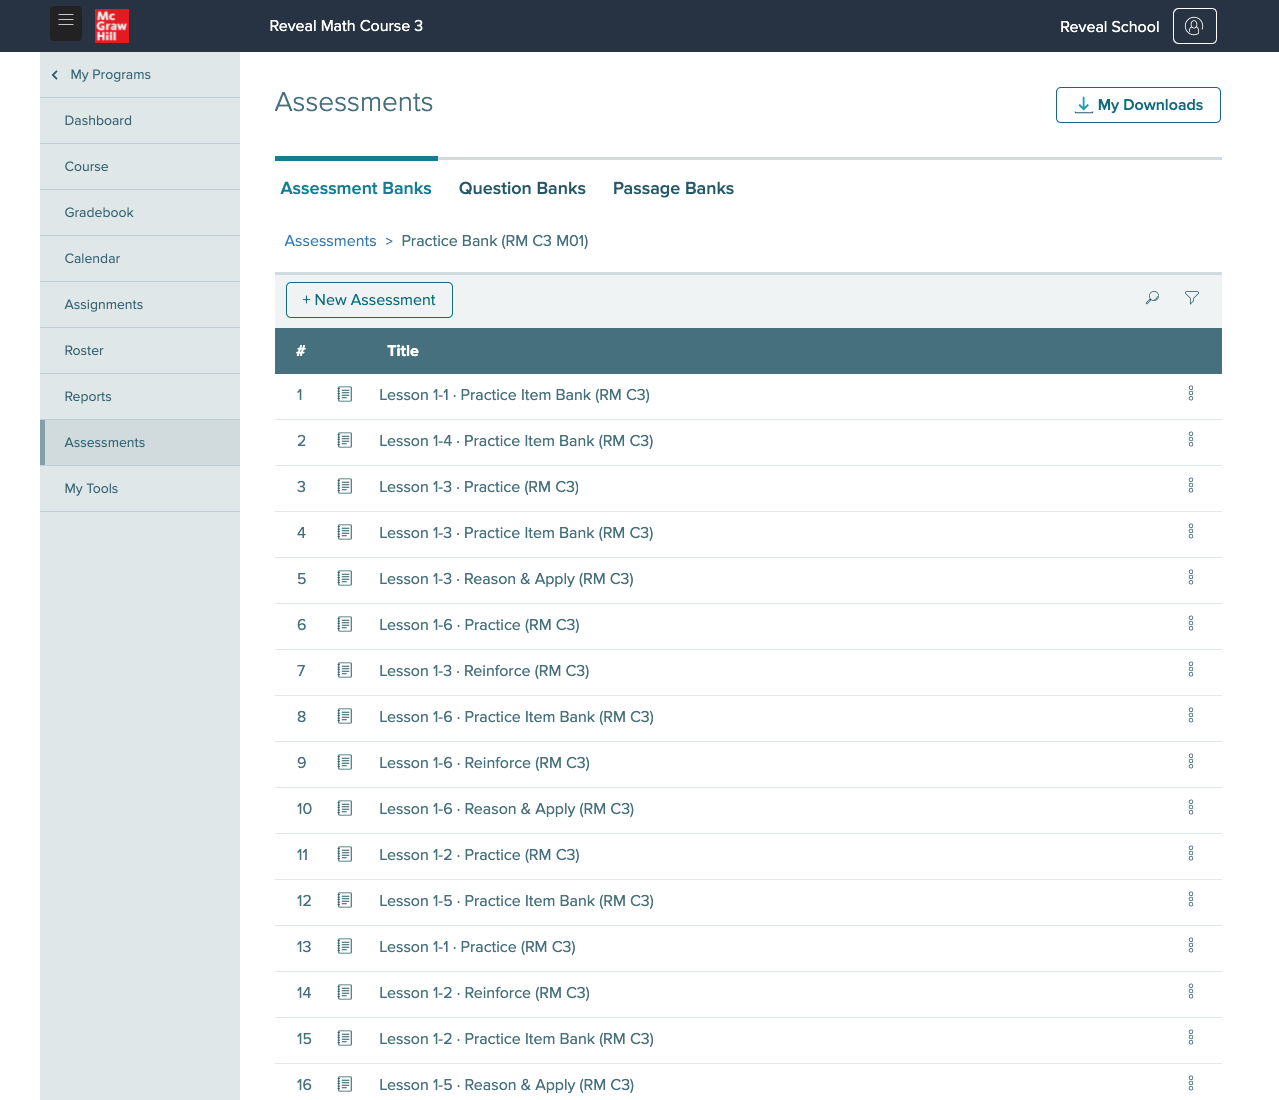 Mc
Graw
Hill
Reveal Math Course 3
Reveal School
My Programs
Dashboard
Course
Gradebook
Calendar
Assignments
Roster
Reports
Assessments
My Tools
Assessments
My Downloads
Assessment Banks
Question Banks
Passage Banks
Assessments > Practice Bank (RM C3 M01)
+ New Assessment
# Title
1 Lesson 1-1 · Practice Item Bank (RM C3)
2 Lesson 1-4 · Practice Item Bank (RM C3)
3 Lesson 1-3 · Practice (RM C3)
4 Lesson 1-3 · Practice Item Bank (RM C3)
5 Lesson 1-3 · Reason & Apply (RM C3)
6 Lesson 1-6 · Practice (RM C3)
7 Lesson 1-3 · Reinforce (RM C3)
8 Lesson 1-6 · Practice Item Bank (RM C3)
9 Lesson 1-6 · Reinforce (RM C3)
10 Lesson 1-6 · Reason & Apply (RM C3)
11 Lesson 1-2 · Practice (RM C3)
12 Lesson 1-5 · Practice Item Bank (RM C3)
13 Lesson 1-1 · Practice (RM C3)
14 Lesson 1-2 · Reinforce (RM C3)
15 Lesson 1-2 · Practice Item Bank (RM C3)
16 Lesson 1-5 · Reason & Apply (RM C3)